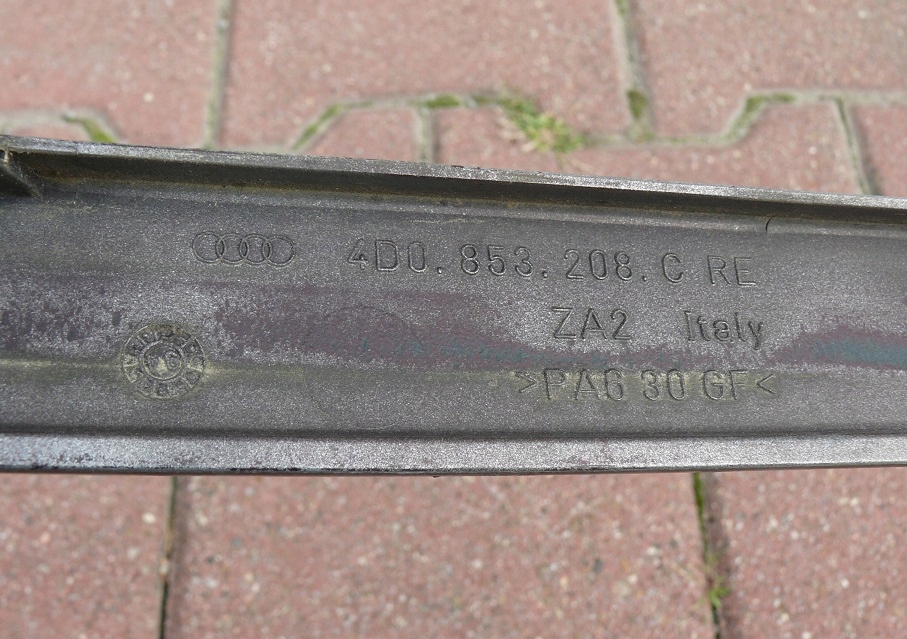 4D0.853.208.C RE
ZA2 Italy
>PA6 30 GF<